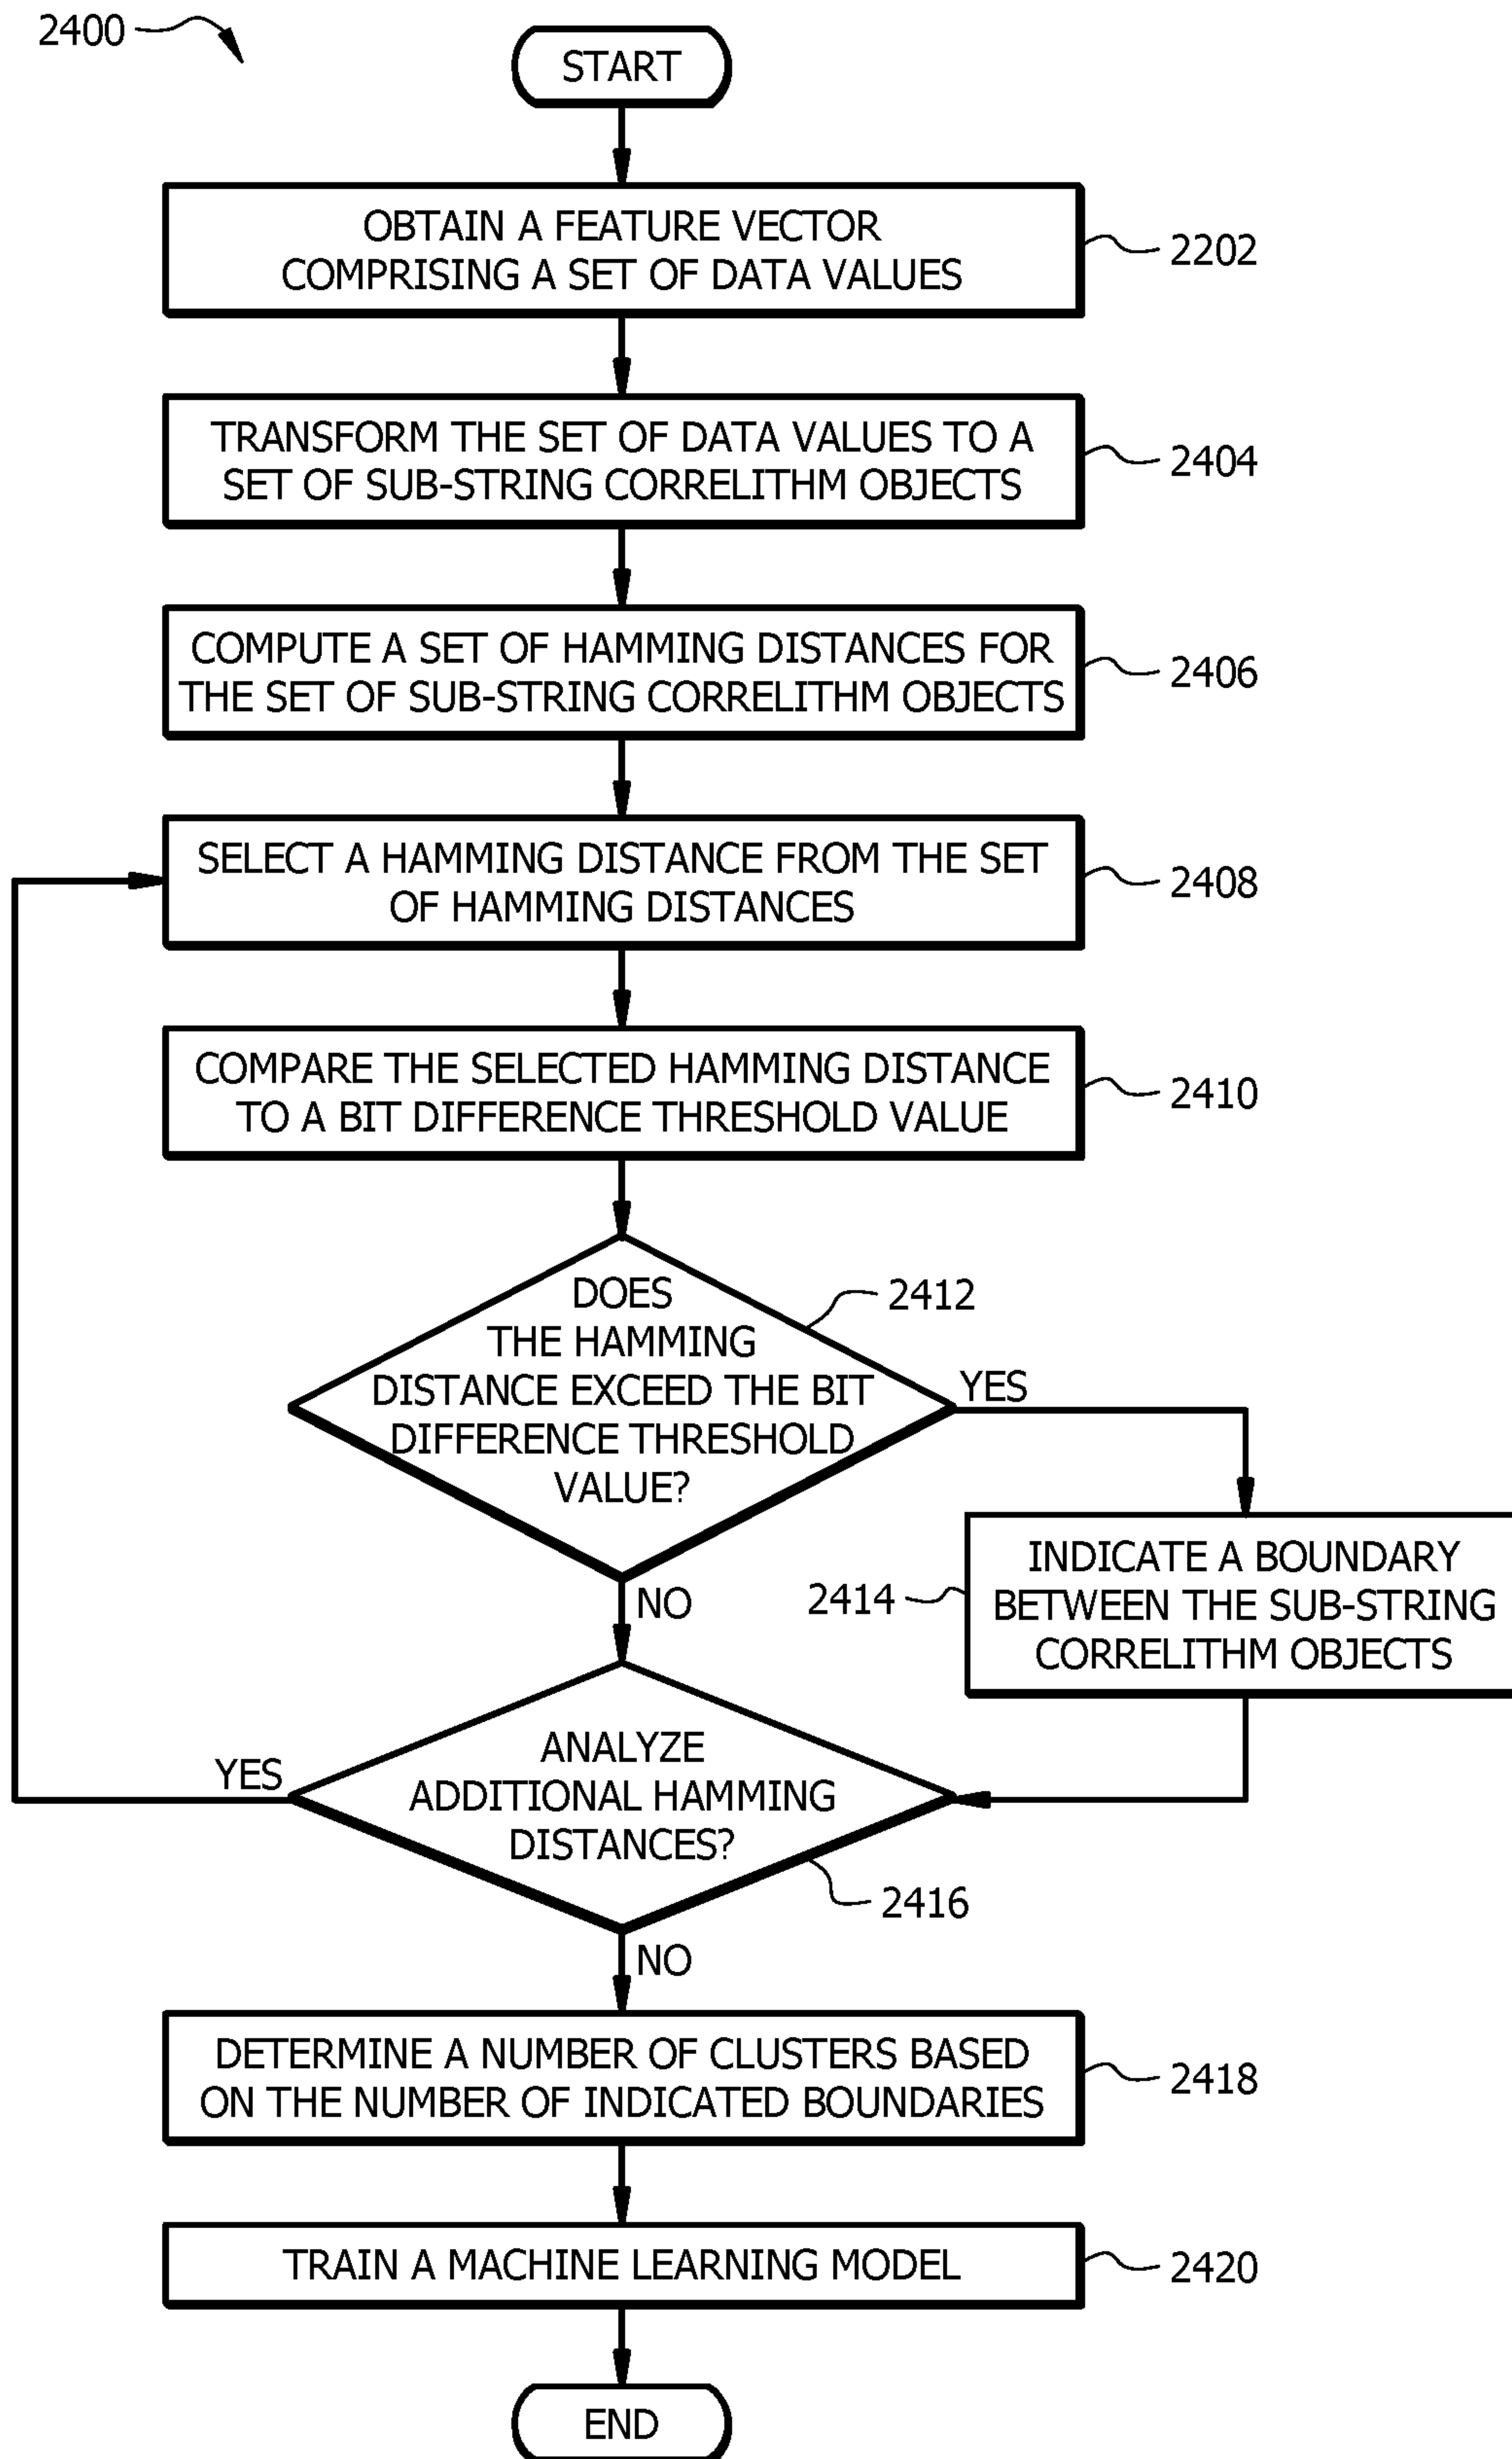 2400
START
OBTAIN A FEATURE VECTOR
COMPRISING A SET OF DATA VALUES
2202
TRANSFORM THE SET OF DATA VALUES TO A
SET OF SUB-STRING CORRELITHM OBJECTS
2404
COMPUTE A SET OF HAMMING DISTANCES FOR
THE SET OF SUB-STRING CORRELITHM OBJECTS
2406
SELECT A HAMMING DISTANCE FROM THE SET
OF HAMMING DISTANCES
2408
COMPARE THE SELECTED HAMMING DISTANCE
TO A BIT DIFFERENCE THRESHOLD VALUE
2410
DOES
THE HAMMING
DISTANCE EXCEED THE BIT
DIFFERENCE THRESHOLD
VALUE?
2412
YES
NO
INDICATE A BOUNDARY
BETWEEN THE SUB-STRING
CORRELITHM OBJECTS
2414
ANALYZE
ADDITIONAL HAMMING
DISTANCES?
YES
2416
NO
DETERMINE A NUMBER OF CLUSTERS BASED
ON THE NUMBER OF INDICATED BOUNDARIES
2418
TRAIN A MACHINE LEARNING MODEL
2420
END